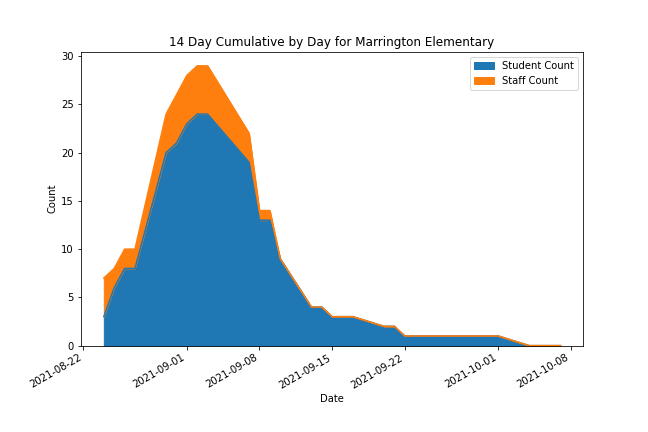 14 Day Cumulative by Day for Marrington Elementary
Student Count
Staff Count
Count
30
25
20
15
10
5
0
2021-08-22
2021-09-01
2021-09-08
2021-09-15
2021-09-22
2021-10-01
2021-10-08
Date